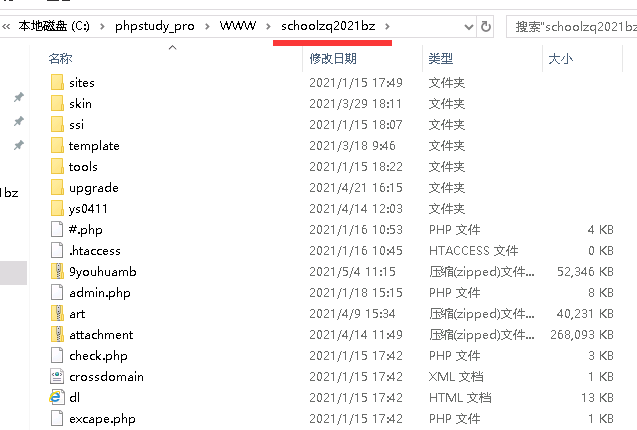 « 本地磁盘 (C:) › phpstudy_pro › WWW › schoolzq2021bz › 搜索"schoolzq2021bz
名称 修改日期 类型 大小
sites 2021/1/15 17:49 文件夹
skin 2021/3/29 18:11 文件夹
ssi 2021/1/15 18:07 文件夹
template 2021/3/18 9:46 文件夹
tools 2021/1/15 18:22 文件夹
upgrade 2021/4/21 16:15 文件夹
1bz
ys0411 2021/4/14 12:03 文件夹
#.php 2021/1/16 10:53 PHP 文件 4 KB
.htaccess 2021/1/16 10:45 HTACCESS 文件 0 KB
9youhuamb 2021/5/4 11:15 压缩(zipped)文件... 52,346 KB
admin.php 2021/1/18 15:15 PHP 文件 8 KB
art 2021/4/9 15:34 压缩(zipped)文件... 40,231 KB
attachment 2021/4/14 11:49 压缩(zipped)文件... 268,093 KB
check.php 2021/1/15 17:42 PHP 文件 3 KB
crossdomain 2021/1/15 17:42 XML 文档 1 KB
dl 2021/1/15 17:42 HTML 文档 13 KB
excape.php 2021/1/15 17:42 PHP 文件 1 KB